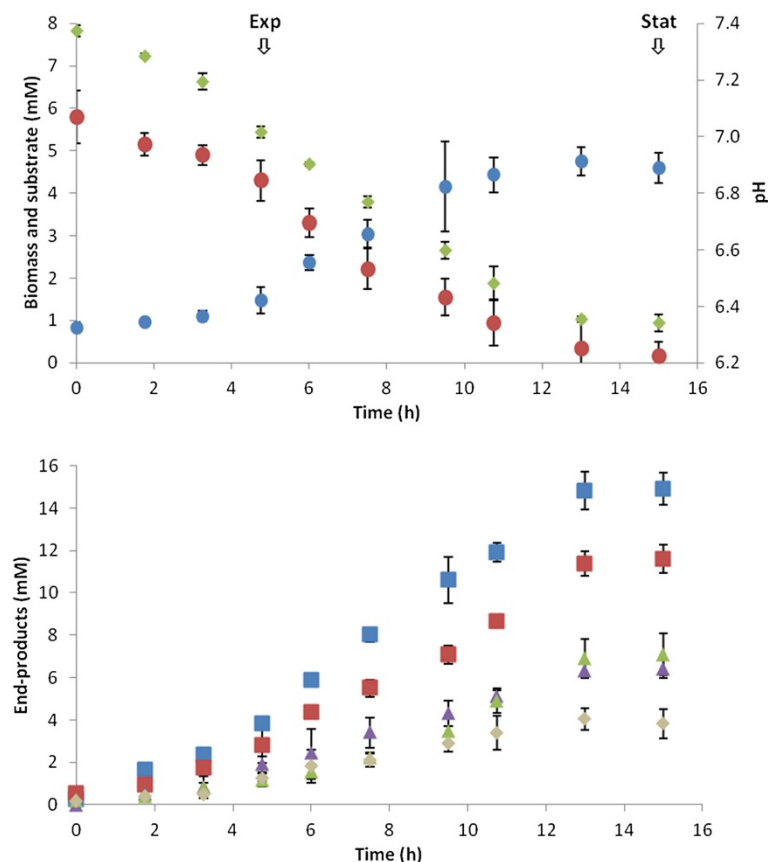 Exp
Stat
8
7
6
5
4
3
2
1
0
Biomass and substrate (mM)
7.4
7.2
7.0
6.8
6.6
6.4
6.2
pH
0 2 4 6 8 10 12 14 16
Time (h)
16
14
12
10
8
6
4
2
0
End-products (mM)
0 2 4 6 8 10 12 14 16
Time (h)